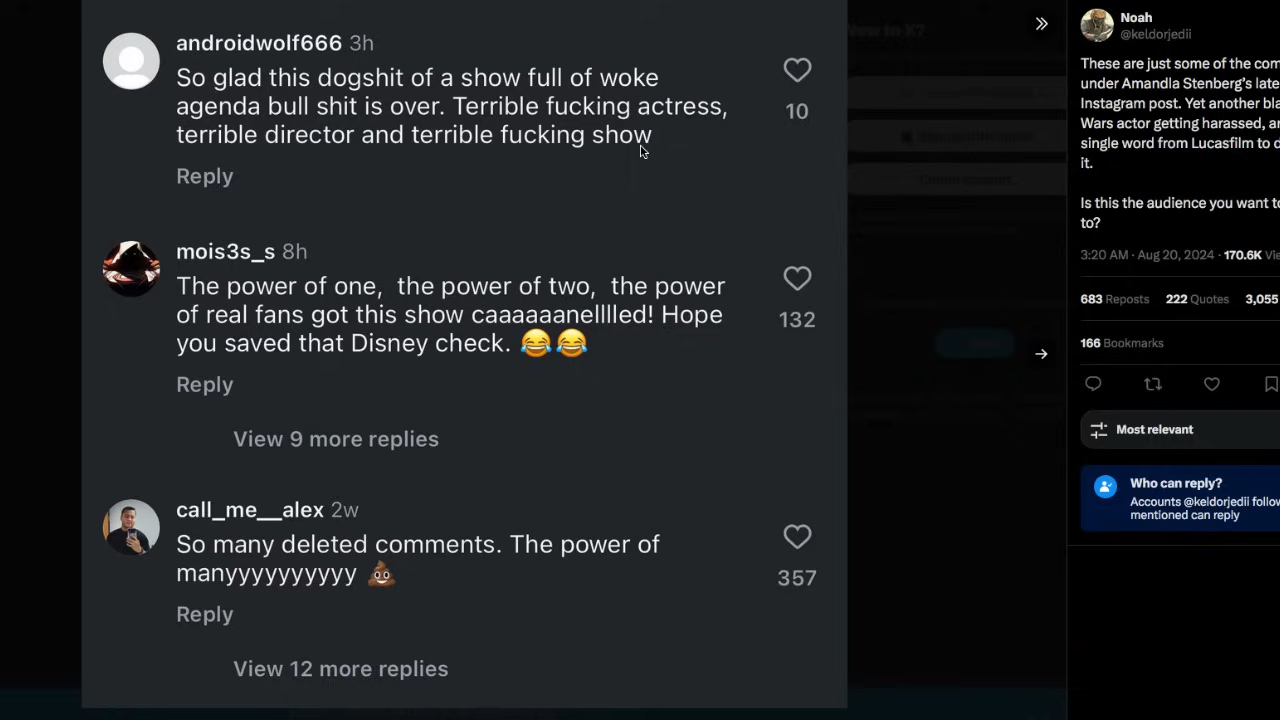 androidwolf666 3h
So glad this dogshit of a show full of woke
agenda bull shit is over. Terrible fucking actress,
terrible director and terrible fucking show
10
Reply
mois3s_s 8h
The power of one,  the power of two,  the power
of real fans got this show caaaaaanelllled! Hope
you saved that Disney check. 😂😂
132
Reply
View 9 more replies
call_me__alex 2w
So many deleted comments. The power of
manyyyyyyyyyy 💩
357
Reply
View 12 more replies
New to X?
Noah
@keldorjedii
These are just some of the com
under Amandla Stenberg's late
Instagram post. Yet another bla
Wars actor getting harassed, an
single word from Lucasfilm to d
it.
Is this the audience you want to
to?
3:20 AM · Aug 20, 2024 · 170.6K Vie
683 Reposts 222 Quotes 3,055
166 Bookmarks
Most relevant
Who can reply?
Accounts @keldorjedii follow
mentioned can reply